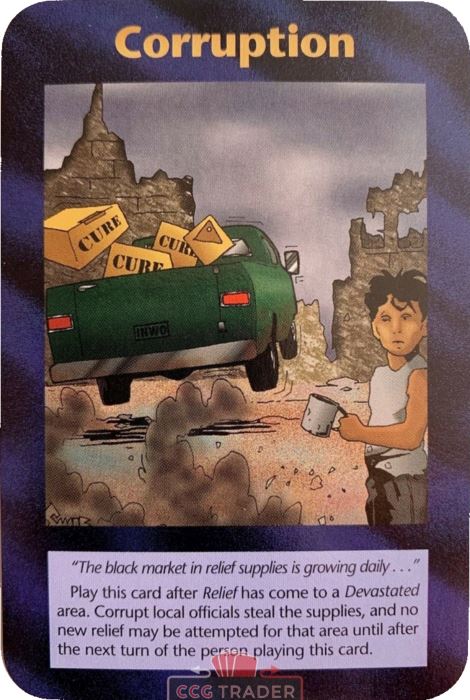 Corruption
CURE
CURE
CURE
INWO
"The black market in relief supplies is growing daily . . ."
Play this card after Relief has come to a Devastated
area. Corrupt local officials steal the supplies, and no
new relief may be attempted for that area until after
the next turn of the person playing this card.
CCG TRADER